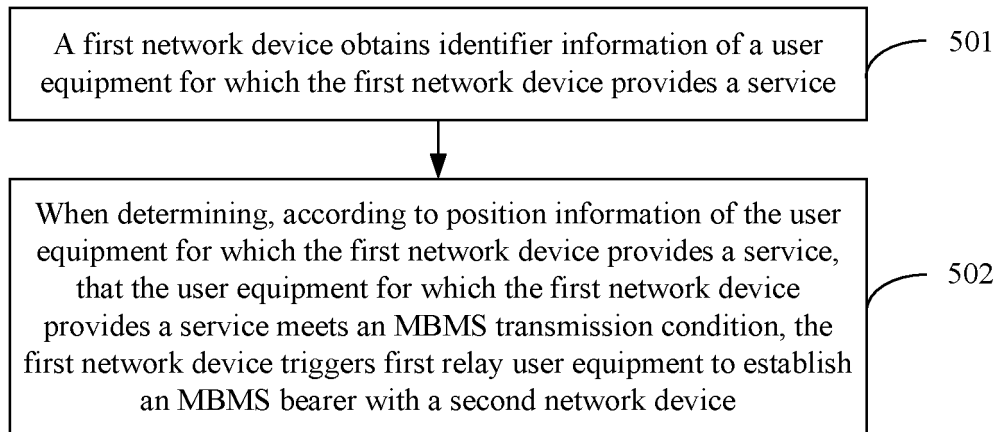 A first network device obtains identifier information of a user
equipment for which the first network device provides a service
501
When determining, according to position information of the user
equipment for which the first network device provides a service,
that the user equipment for which the first network device
provides a service meets an MBMS transmission condition, the
first network device triggers first relay user equipment to establish
an MBMS bearer with a second network device
502